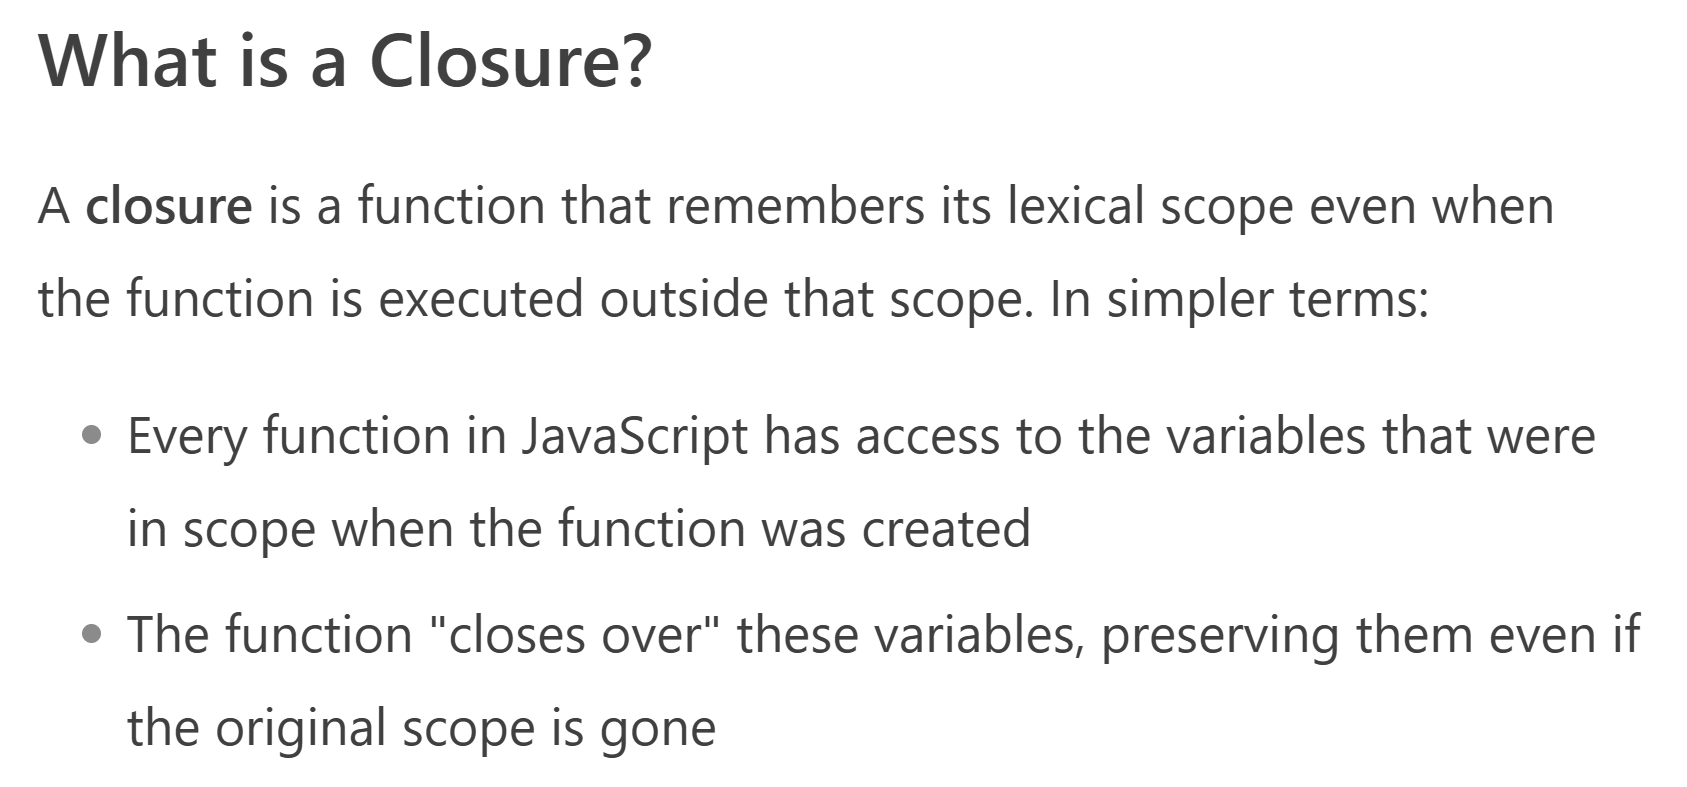 What is a Closure?
A closure is a function that remembers its lexical scope even when
the function is executed outside that scope. In simpler terms:
Every function in JavaScript has access to the variables that were
in scope when the function was created
The function "closes over" these variables, preserving them even if
the original scope is gone